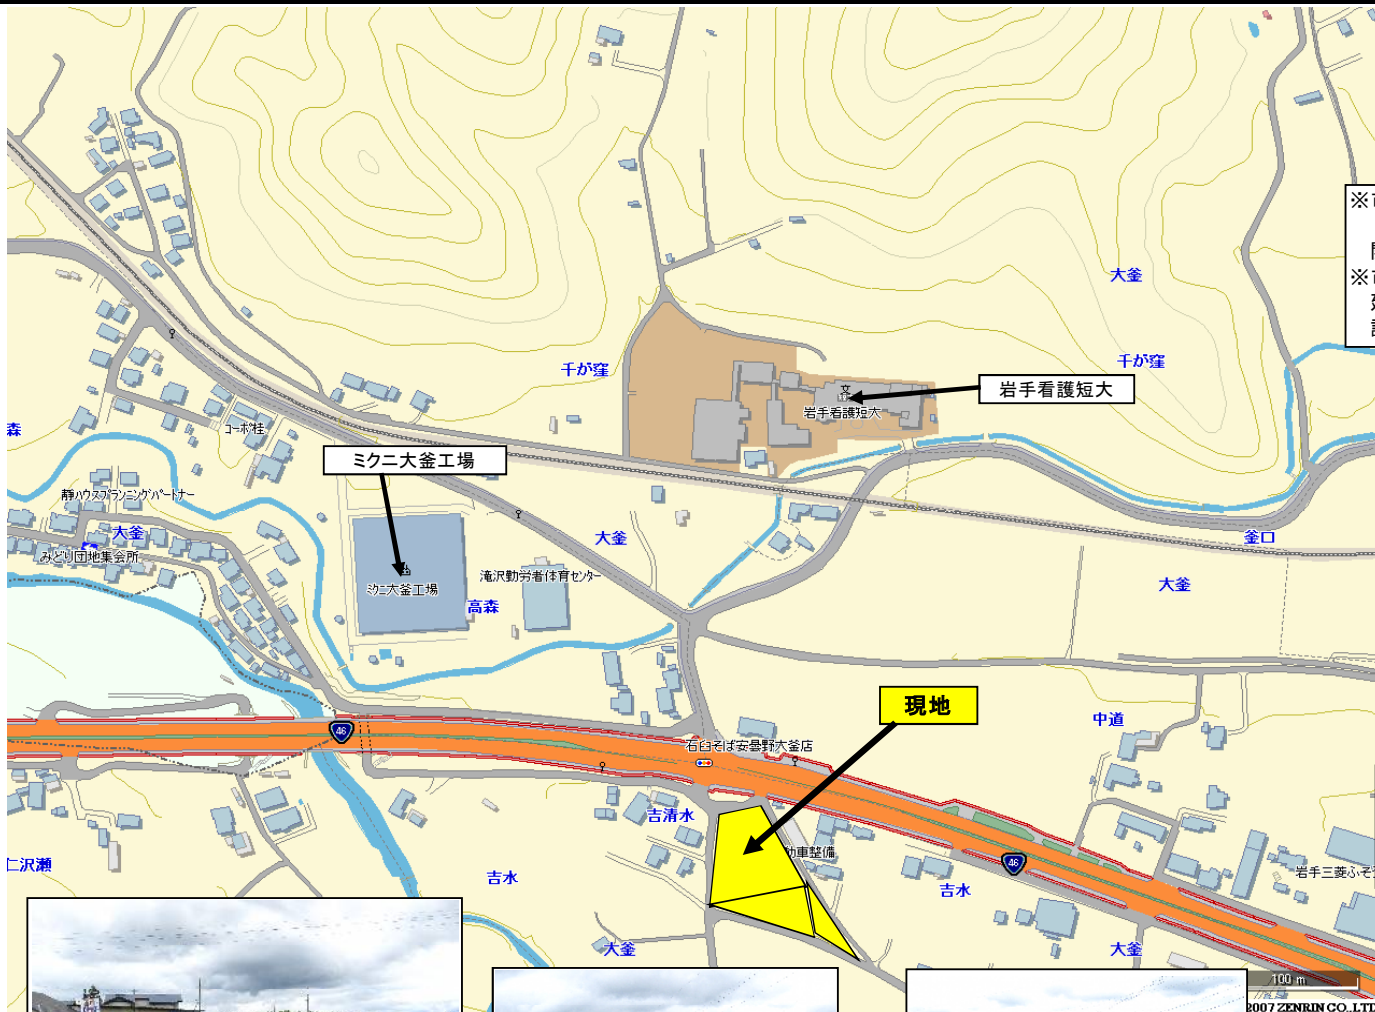 ※
※
大釜
千が窪
千が窪
岩手看護短大
岩手看護短大
森
コーポ桂
ミクニ大釜工場
静ハウスプランニングパートナー
大釜
みどり団地集会所
大釜
釜口
ミクニ大釜工場
滝沢勤労者体育センター
高森
大釜
現地
中道
46
石臼そば安曇野大釜店
吉清水
動車整備
46
仁沢瀬
吉水
吉水
岩手三菱ふそ
大釜
大釜
100 m
2007 ZENRIN CO., LTD